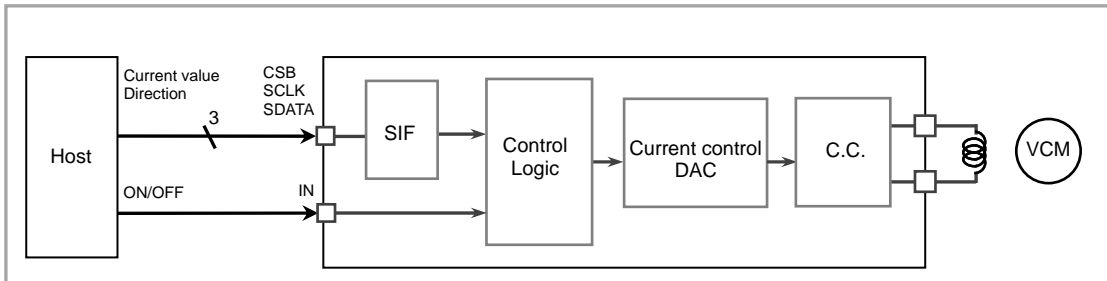 Host
Current value
Direction
3
CSB
SCLK
SDATA
ON/OFF
IN
SIF
Control
Logic
Current control
DAC
C.C.
VCM